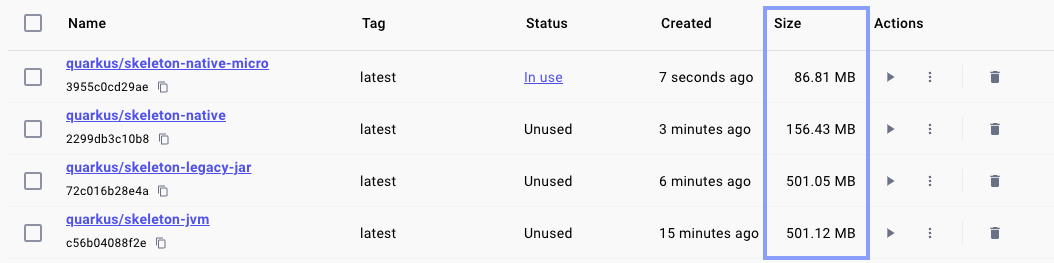 Name Tag Status Created Size Actions
quarkus/skeleton-native-micro
3955c0cd29ae
latest In use 7 seconds ago 86.81 MB
quarkus/skeleton-native
2299db3c10b8
latest Unused 3 minutes ago 156.43 MB
quarkus/skeleton-legacy-jar
72c016b28e4a
latest Unused 6 minutes ago 501.05 MB
quarkus/skeleton-jvm
c56b04088f2e
latest Unused 15 minutes ago 501.12 MB